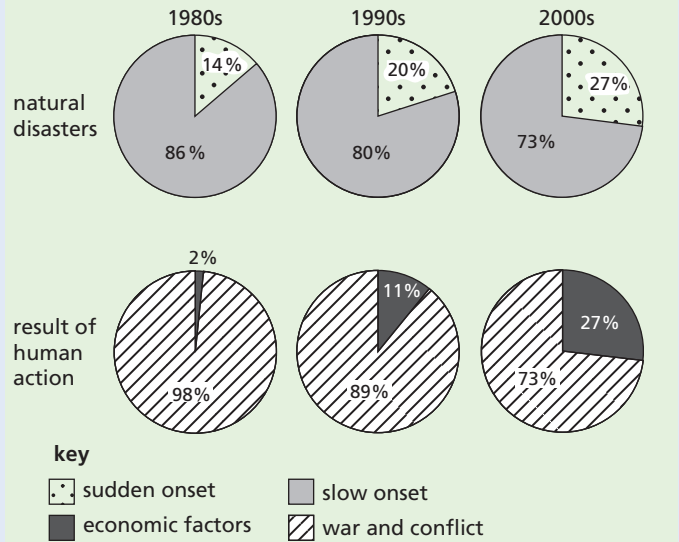 1980s 1990s 2000s
natural
disasters
14%
86%
20%
80%
27%
73%
result of
human
action
2%
98%
11%
89%
27%
73%
key
sudden onset
slow onset
economic factors
war and conflict